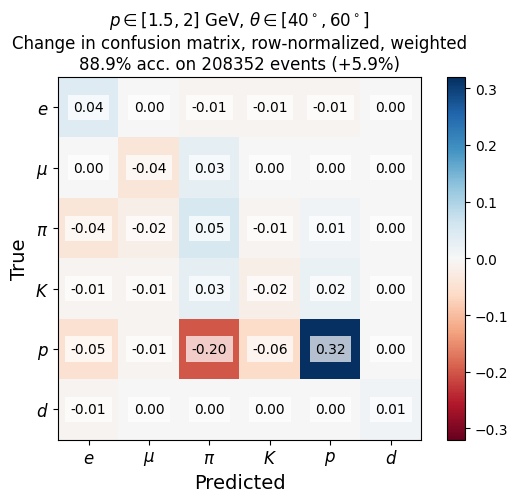 p ∈ [1.5, 2] GeV, θ ∈ [40°, 60°]
Change in confusion matrix, row-normalized, weighted
88.9% acc. on 208352 events (+5.9%)
e 0.04 0.00 -0.01 -0.01 -0.01 0.00
μ 0.00 -0.04 0.03 0.00 0.00 0.00
π -0.04 -0.02 0.05 -0.01 0.01 0.00
K -0.01 -0.01 0.03 -0.02 0.02 0.00
p -0.05 -0.01 -0.20 -0.06 0.32 0.00
d -0.01 0.00 0.00 0.00 0.00 0.01
e μ π K p d
True
Predicted
0.3
0.2
0.1
0.0
−0.1
−0.2
−0.3